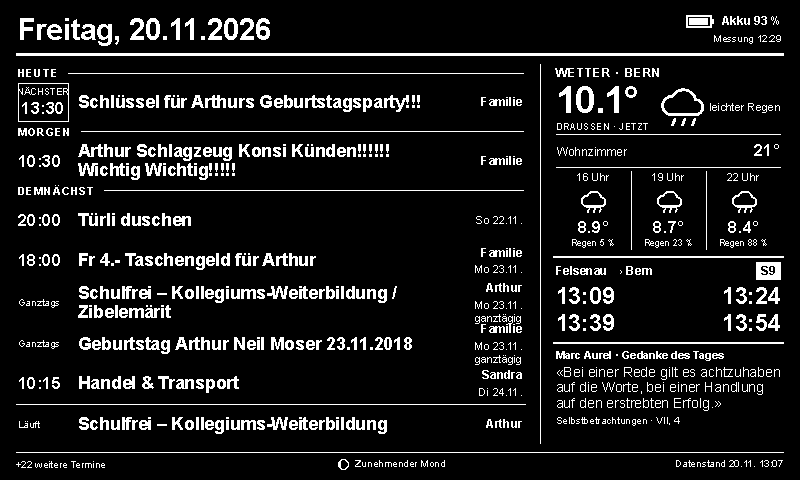 Freitag, 20.11.2026
Akku 93 %
Messung 12:29
HEUTE
NÄCHSTER
13:30 Schlüssel für Arthurs Geburtstagsparty!!! Familie
MORGEN
10:30 Arthur Schlagzeug Konsi Künden!!!!!! Familie
Wichtig Wichtig!!!!!
DEMNÄCHST
20:00 Türli duschen So 22.11.
18:00 Fr 4.- Taschengeld für Arthur Familie
Mo 23.11.
Ganztags Schulfrei – Kollegiums-Weiterbildung / Arthur
Zibelemärit Mo 23.11.
ganztägig
Ganztags Geburtstag Arthur Neil Moser 23.11.2018 Familie
Mo 23.11.
ganztägig
10:15 Handel & Transport Sandra
Di 24.11.
Läuft Schulfrei – Kollegiums-Weiterbildung Arthur
WETTER · BERN
10.1° leichter Regen
DRAUSSEN · JETZT
Wohnzimmer 21°
16 Uhr 19 Uhr 22 Uhr
8.9° 8.7° 8.4°
Regen 5 % Regen 23 % Regen 88 %
Felsenau › Bern S9
13:09 13:24
13:39 13:54
Marc Aurel · Gedanke des Tages
«Bei einer Rede gilt es achtzuhaben
auf die Worte, bei einer Handlung
auf den erstrebten Erfolg.»
Selbstbetrachtungen · VII, 4
+22 weitere Termine
Zunehmender Mond
Datenstand 20.11. 13:07